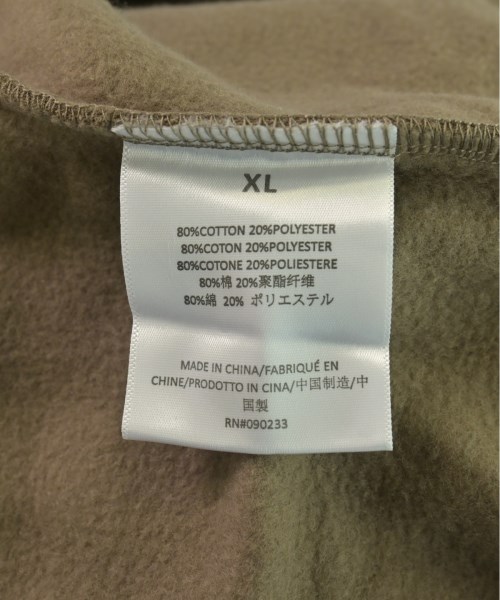 XL
80%COTTON 20%POLYESTER
80%COTON 20%POLYESTER
80%COTONE 20%POLIESTERE
80%棉 20%聚酯纤维
80%綿 20% ポリエステル
MADE IN CHINA/FABRIQUÉ EN
CHINE/PRODOTTO IN CINA/中国制造/中
国製
RN#090233